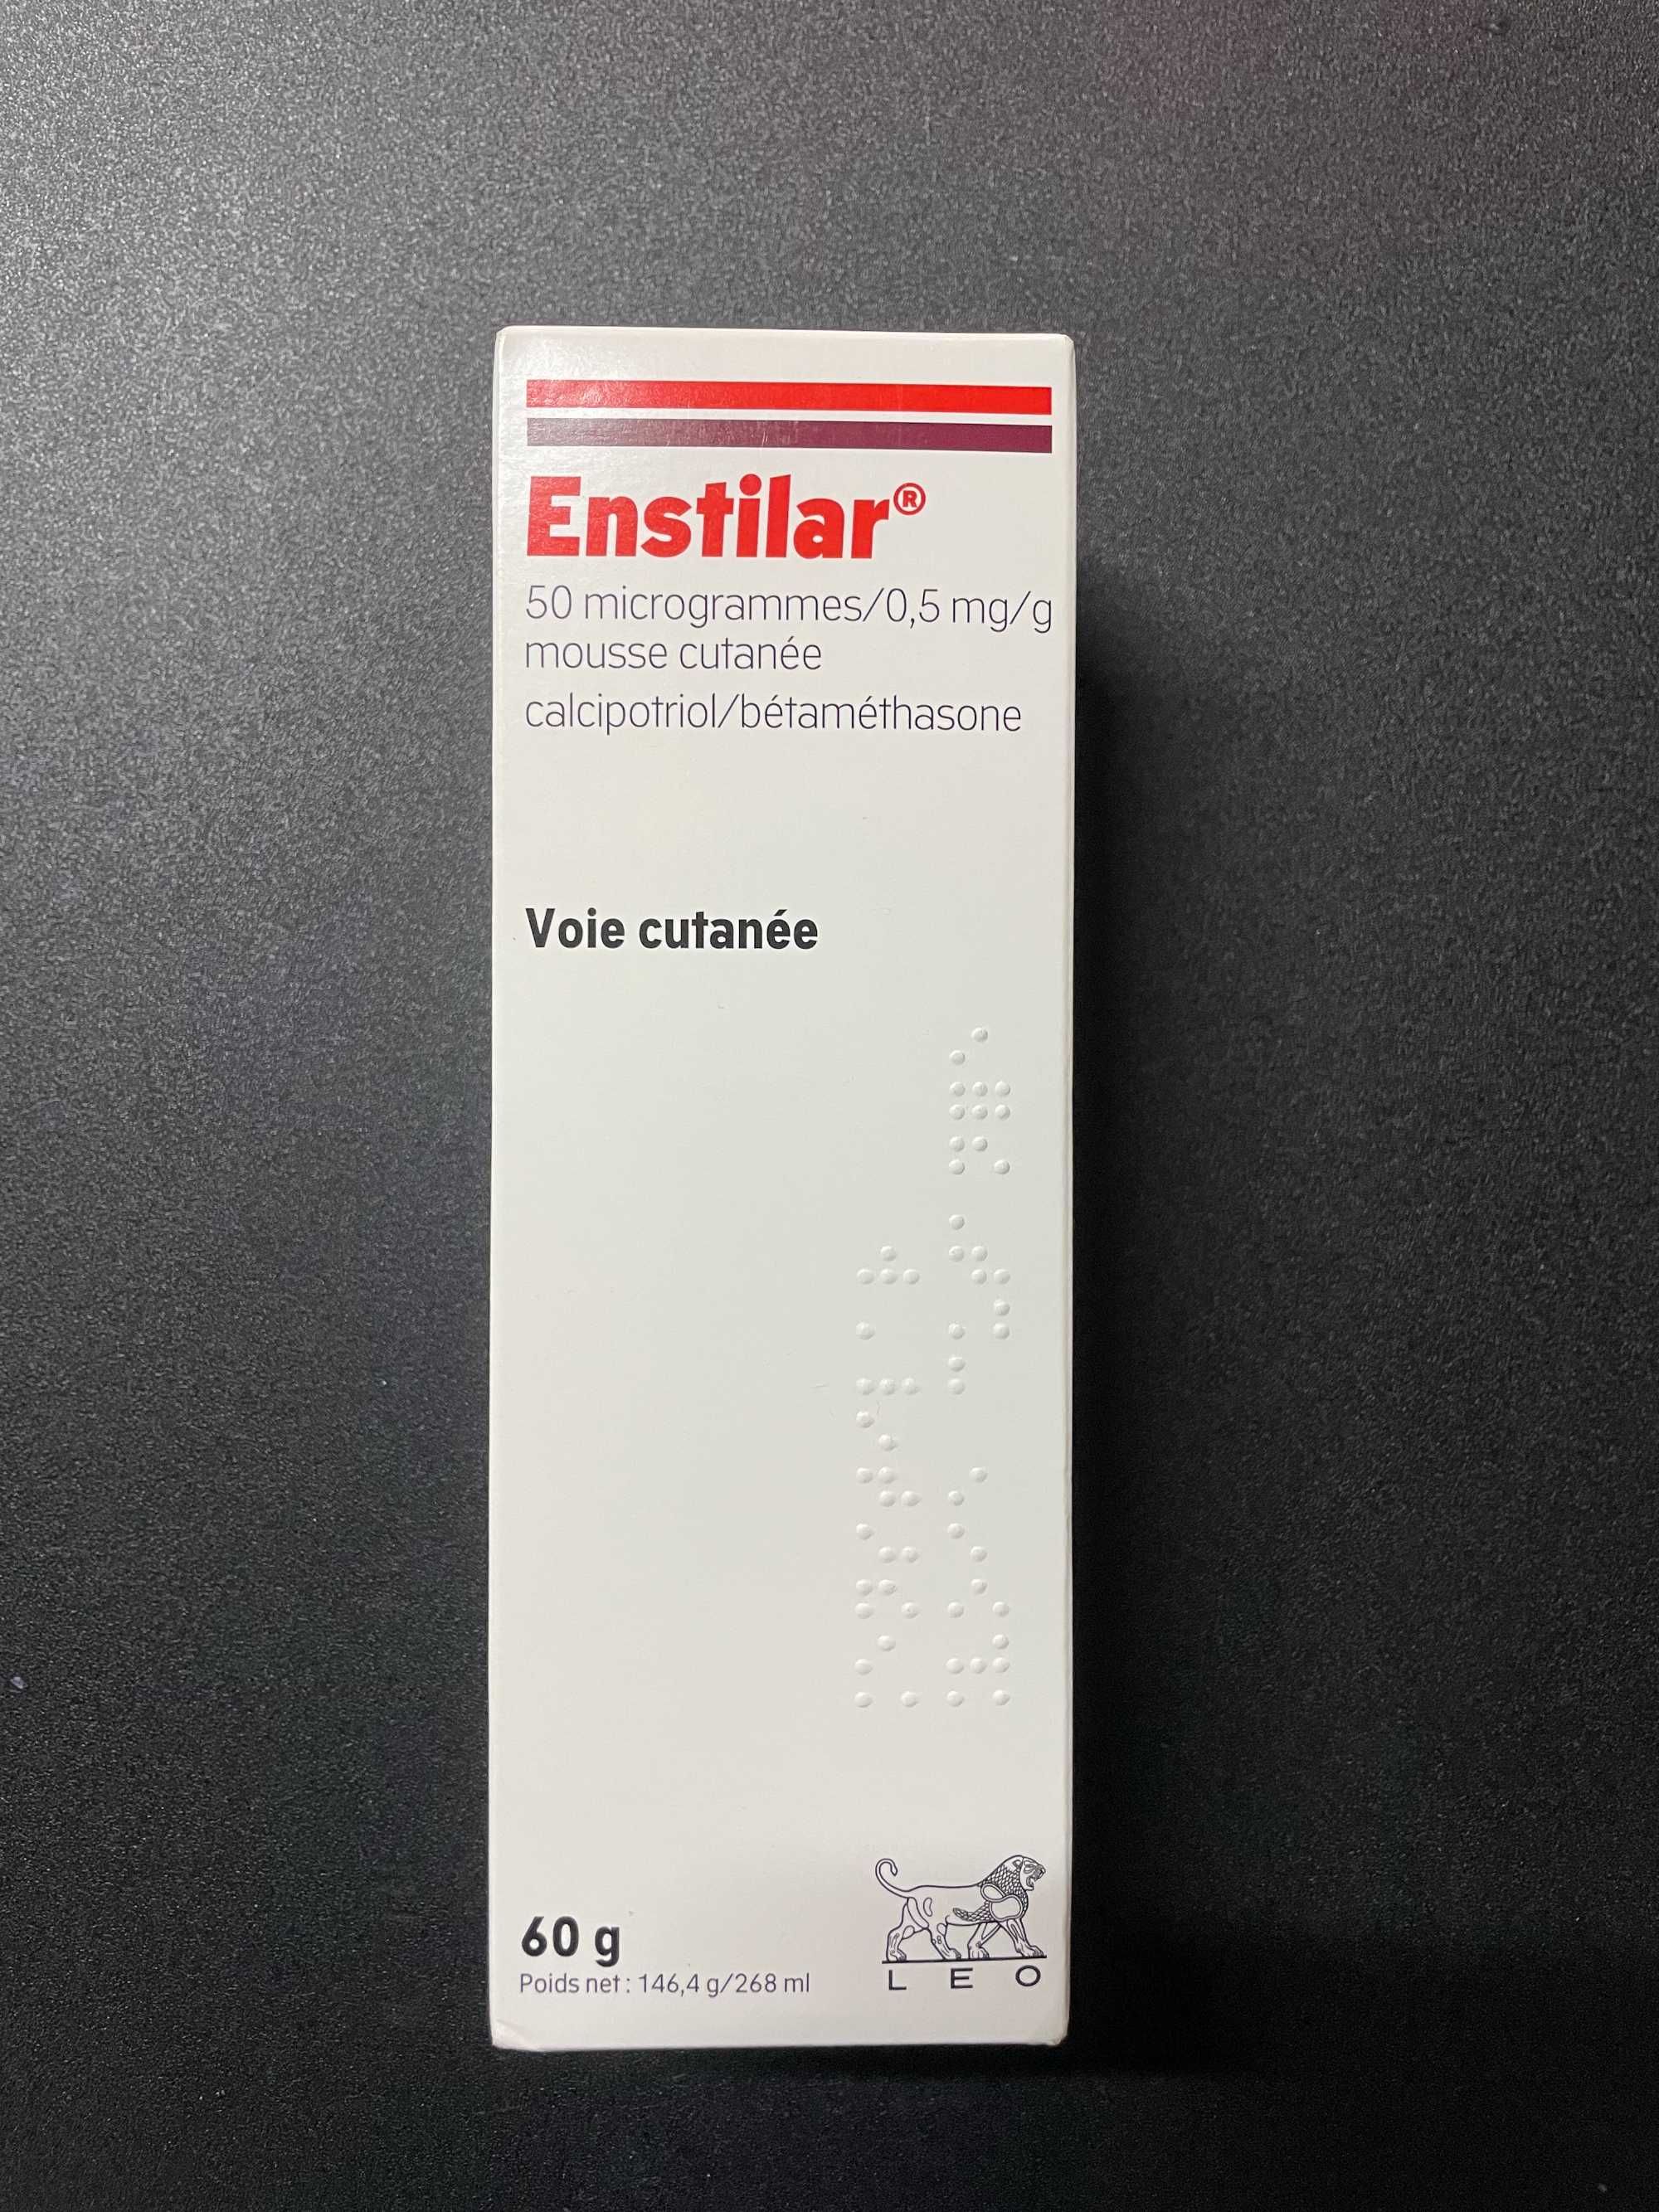 Enstilar®
50 microgrammes/0,5 mg/g
mousse cutanée
calcipotriol/bétaméthasone
Voie cutanée
60 g
Poids net : 146,4 g/268 ml
LEO